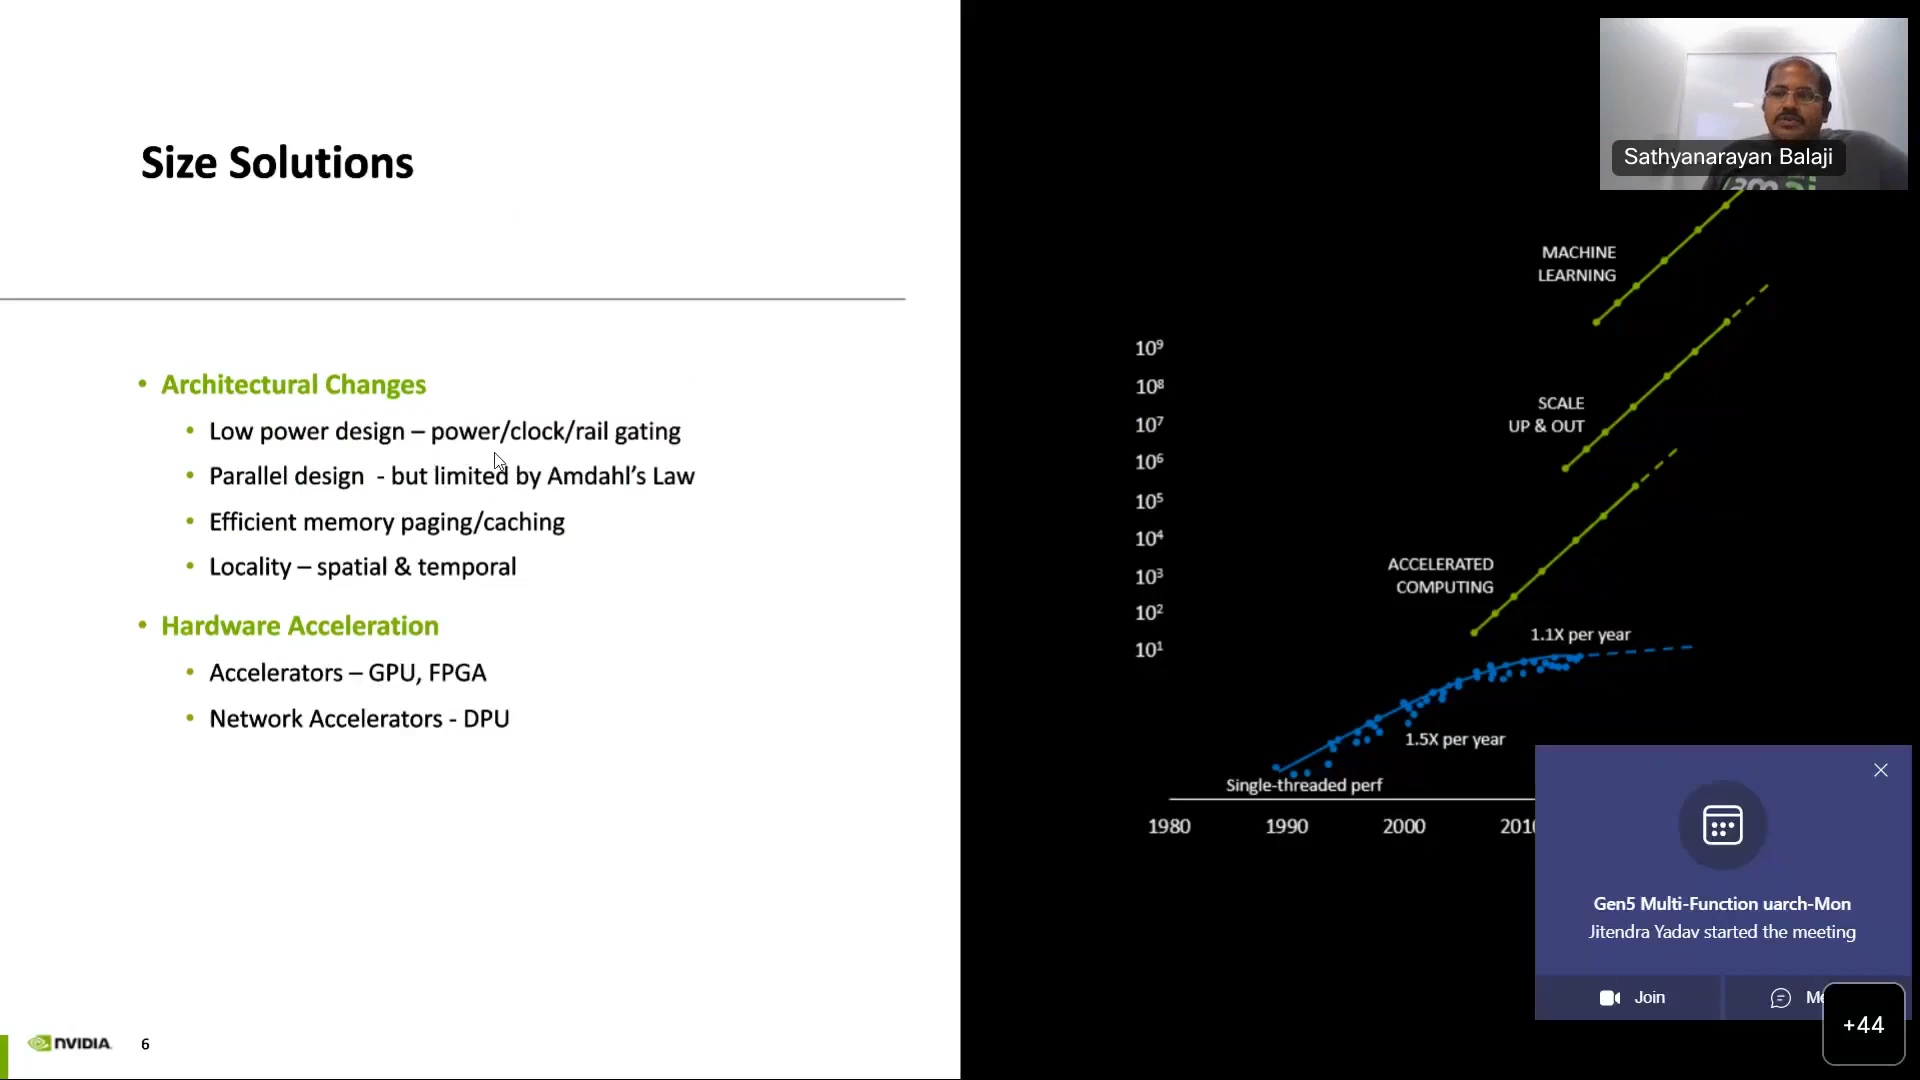 Size Solutions
• Architectural Changes
• Low power design – power/clock/rail gating
• Parallel design - but limited by Amdahl’s Law
• Efficient memory paging/caching
• Locality – spatial & temporal
• Hardware Acceleration
• Accelerators – GPU, FPGA
• Network Accelerators - DPU
NVIDIA
6
Sathyanarayan Balaji
MACHINE
LEARNING
SCALE
UP & OUT
ACCELERATED
COMPUTING
10⁹
10⁸
10⁷
10⁶
10⁵
10⁴
10³
10²
10¹
1.1X per year
1.5X per year
Single-threaded perf
1980
1990
2000
Gen5 Multi-Function uarch-Mon
Jitendra Yadav started the meeting
Join
+44